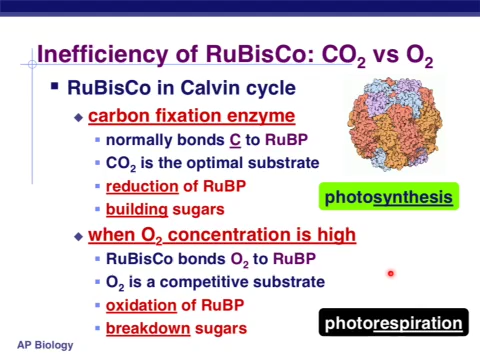 Inefficiency of RuBisCo: CO₂ vs O₂
RuBisCo in Calvin cycle
carbon fixation enzyme
normally bonds C to RuBP
CO₂ is the optimal substrate
reduction of RuBP
building sugars
photosynthesis
when O₂ concentration is high
RuBisCo bonds O₂ to RuBP
O₂ is a competitive substrate
oxidation of RuBP
breakdown sugars
photorespiration
AP Biology